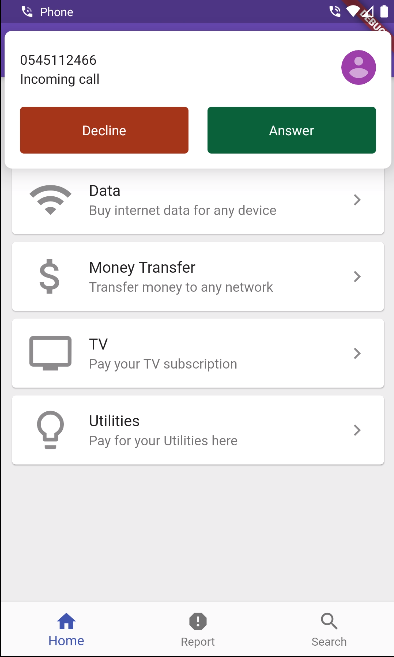 Phone
DEBUG
0545112466
Incoming call
Decline
Answer
Data
Buy internet data for any device
Money Transfer
Transfer money to any network
TV
Pay your TV subscription
Utilities
Pay for your Utilities here
Home
Report
Search